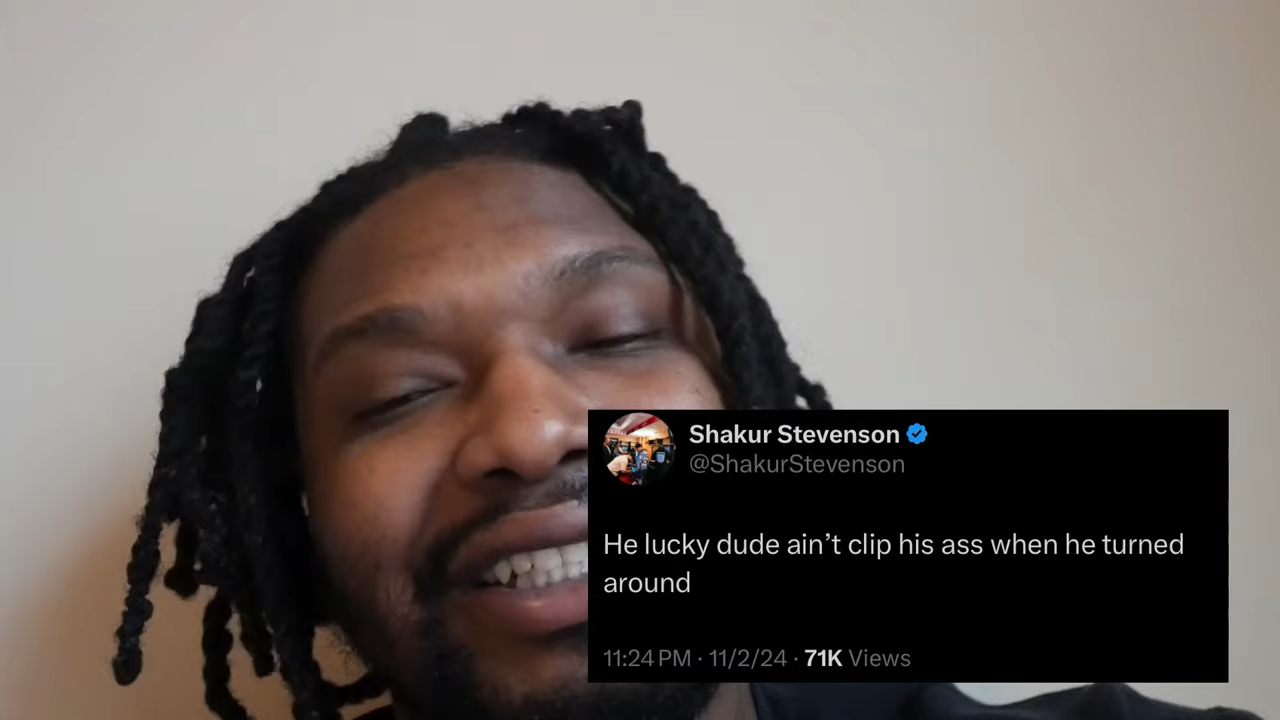 Shakur Stevenson
@ShakurStevenson
He lucky dude ain’t clip his ass when he turned
around
11:24 PM · 11/2/24 · 71K Views